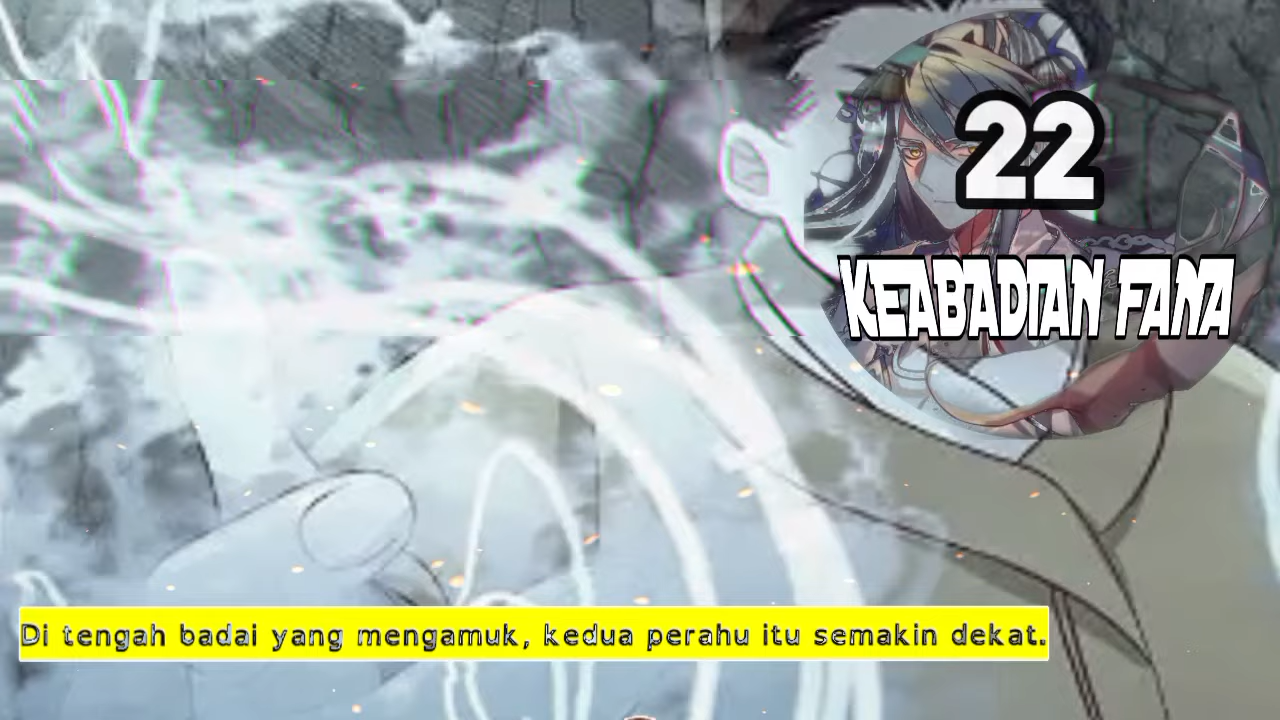 22
KEABADIAN FANA
Di tengah badai yang mengamuk, kedua perahu itu semakin dekat.